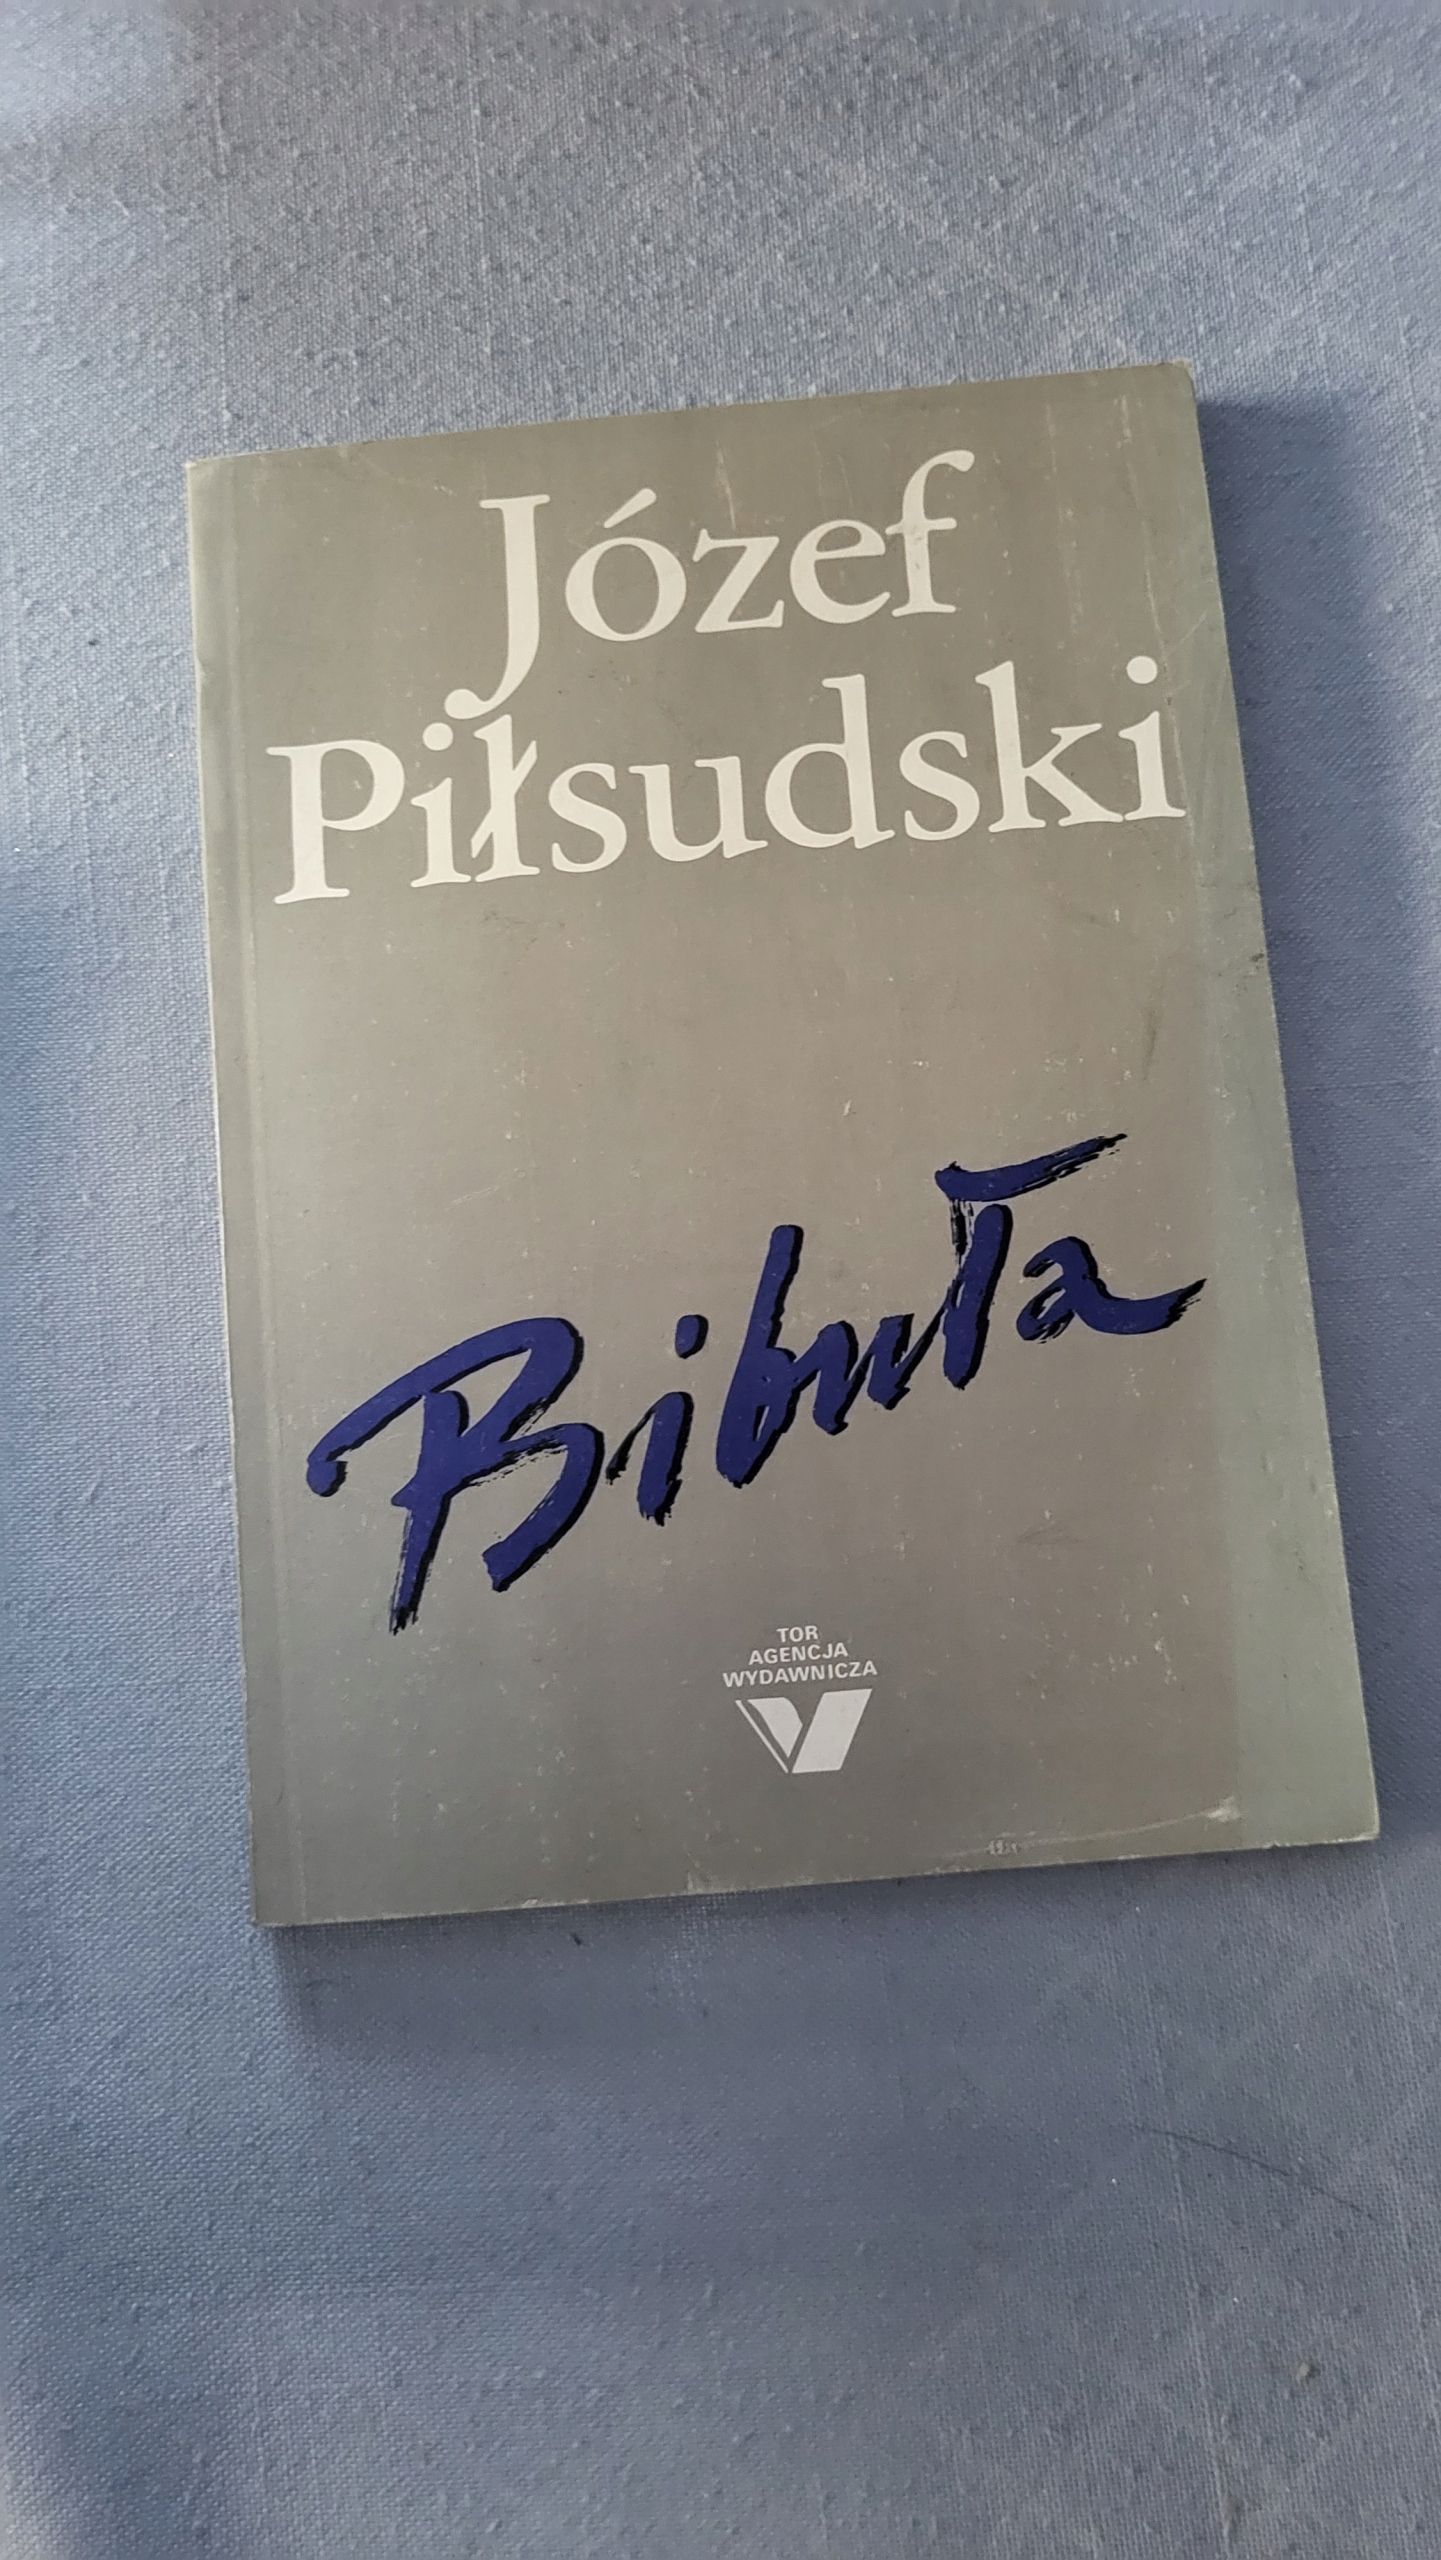 Józef
Piłsudski
Bibuła
TOR
AGENCJA
WYDAWNICZA